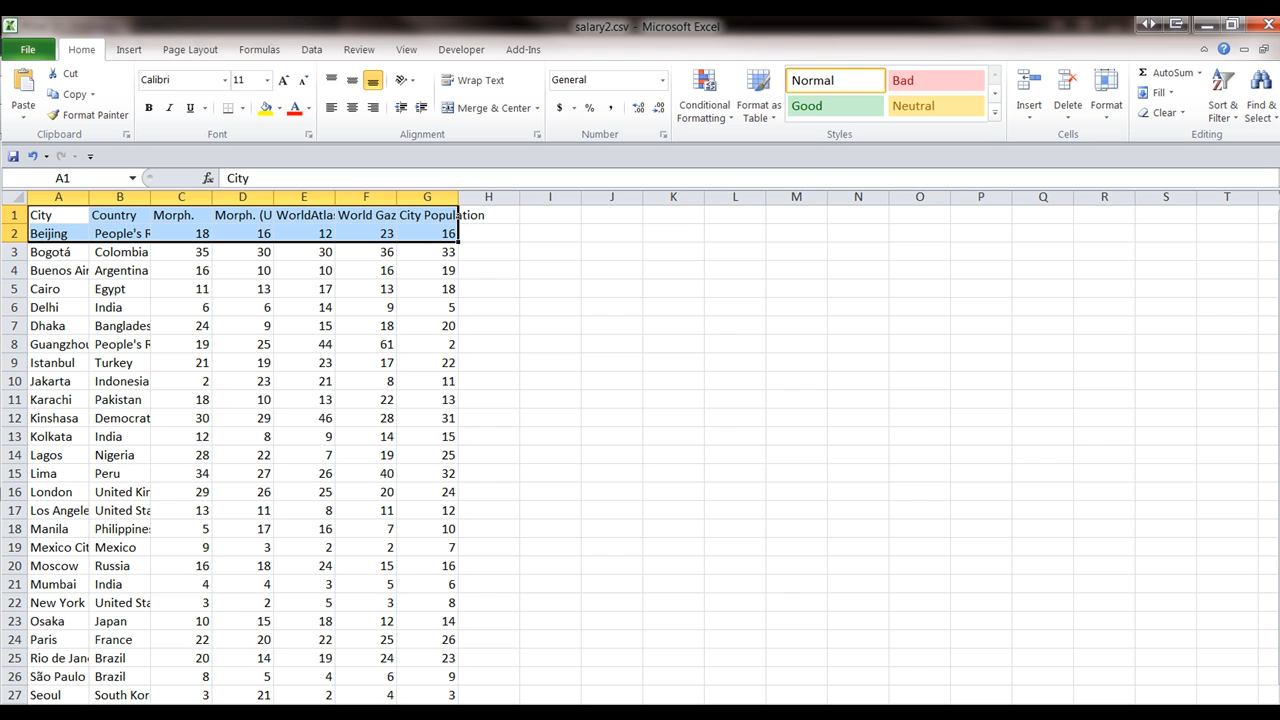 salary2.csv - Microsoft Excel
File Home Insert Page Layout Formulas Data Review View Developer Add-Ins
Paste
Cut
Copy
Format Painter
Clipboard
Calibri 11
B I U
Font
Wrap Text
Merge & Center
Alignment
General
$ % ,
Number
Conditional Formatting
Format as Table
Normal Bad
Good Neutral
Styles
Insert Delete Format
Cells
AutoSum
Fill
Clear
Sort & Filter
Find & Select
Editing
A1 fx City
A B C D E F G H I J K L M N O P Q R S T
1 City Country Morph. Morph. (U WorldAtla World Gaz City Population
2 Beijing People's R 18 16 12 23 16
3 Bogotá Colombia 35 30 30 36 33
4 Buenos Air Argentina 16 10 10 16 19
5 Cairo Egypt 11 13 17 13 18
6 Delhi India 6 6 14 9 5
7 Dhaka Banglades 24 9 15 18 20
8 Guangzhou People's R 19 25 44 61 2
9 Istanbul Turkey 21 19 23 17 22
10 Jakarta Indonesia 2 23 21 8 11
11 Karachi Pakistan 18 10 13 22 13
12 Kinshasa Democrat 30 29 46 28 31
13 Kolkata India 12 8 9 14 15
14 Lagos Nigeria 28 22 7 19 25
15 Lima Peru 34 27 26 40 32
16 London United Kin 29 26 25 20 24
17 Los Angele United Sta 13 11 8 11 12
18 Manila Philippines 5 17 16 7 10
19 Mexico Cit Mexico 9 3 2 2 7
20 Moscow Russia 16 18 24 15 16
21 Mumbai India 4 4 3 5 6
22 New York United Sta 3 2 5 3 8
23 Osaka Japan 10 15 18 12 14
24 Paris France 22 20 22 25 26
25 Rio de Jane Brazil 20 14 19 24 23
26 São Paulo Brazil 8 5 4 6 9
27 Seoul South Kor 3 21 2 4 3